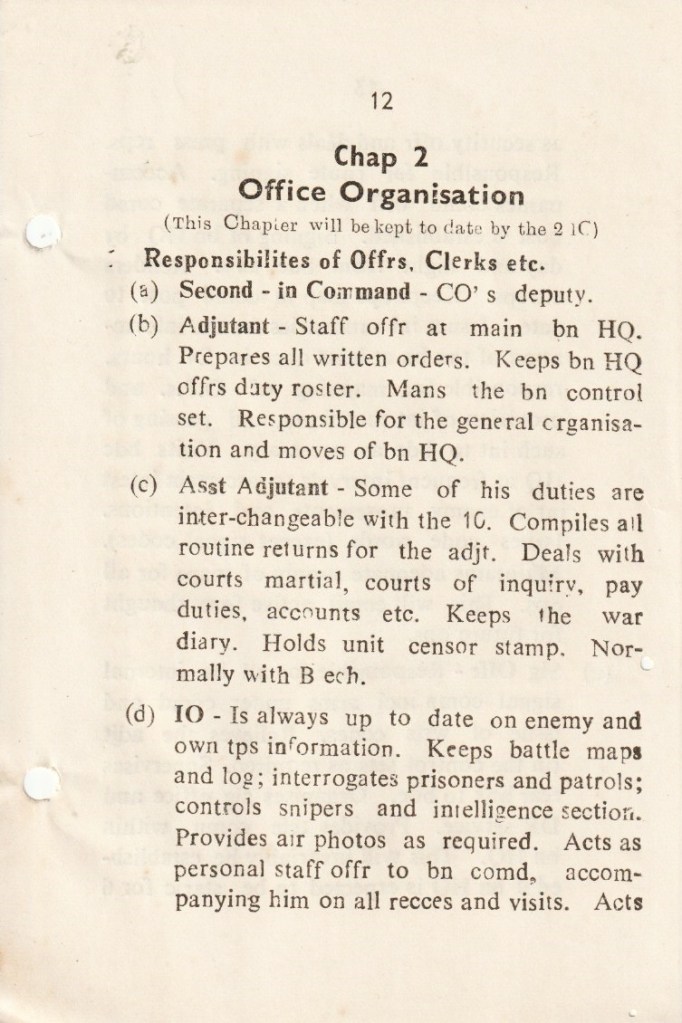 12
Chap 2
Office Organisation
(This Chapter will be kept to date by the 2 IC)
Responsibilites of Offrs, Clerks etc.
(a) Second - in Command - CO' s deputy.
(b) Adjutant - Staff offr at main bn HQ.
Prepares all written orders. Keeps bn HQ
offrs duty roster. Mans the bn control
set. Responsible for the general organisa-
tion and moves of bn HQ.
(c) Asst Adjutant - Some of his duties are
inter-changeable with the IO. Compiles all
routine returns for the adjt. Deals with
courts martial, courts of inquiry, pay
duties, accounts etc. Keeps the war
diary. Holds unit censor stamp. Nor-
mally with B ech.
(d) IO - Is always up to date on enemy and
own tps information. Keeps battle maps
and log; interrogates prisoners and patrols;
controls snipers and intelligence section.
Provides air photos as required. Acts as
personal staff offr to bn comd, accom-
panying him on all recces and visits. Acts